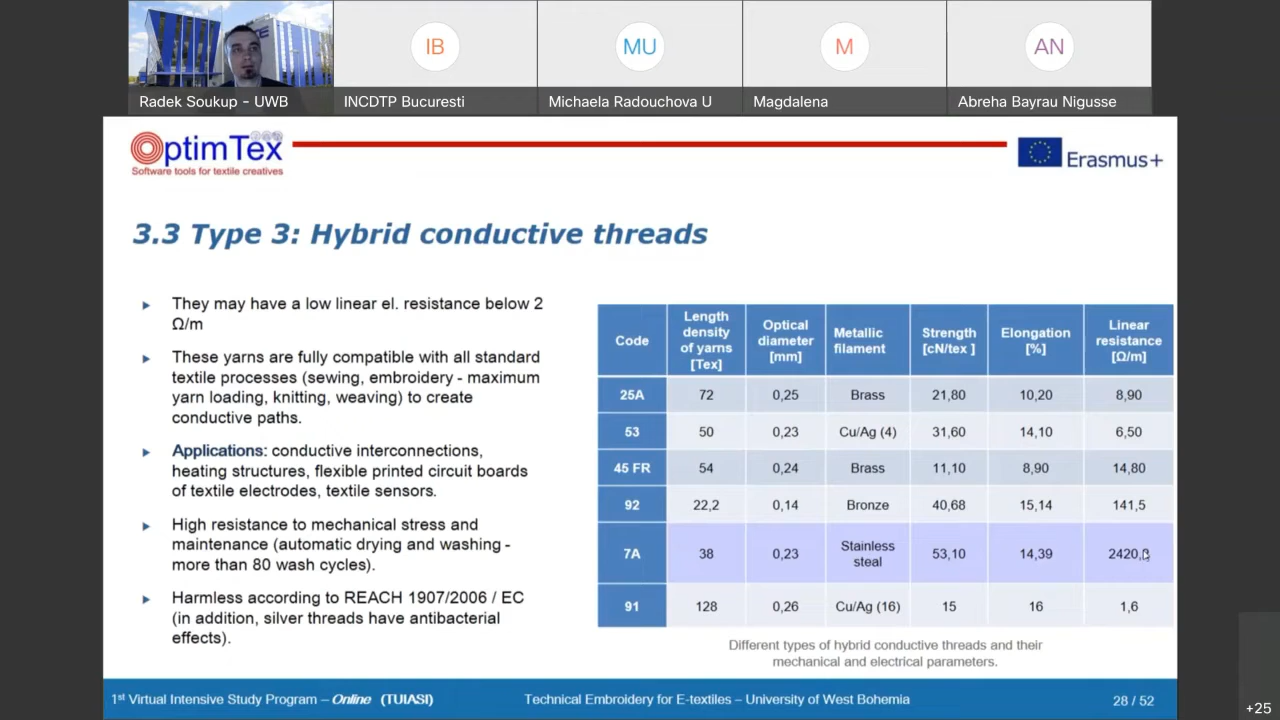 IB
MU
M
AN
Radek Soukup - UWB
INCDTP Bucuresti
Michaela Radouchova U
Magdalena
Abreha Bayrau Nigusse
OptimTex
Software tools for textile creatives
Erasmus+
3.3 Type 3: Hybrid conductive threads
They may have a low linear el. resistance below 2
Ω/m
These yarns are fully compatible with all standard
textile processes (sewing, embroidery - maximum
yarn loading, knitting, weaving) to create
conductive paths.
Applications: conductive interconnections,
heating structures, flexible printed circuit boards
of textile electrodes, textile sensors.
High resistance to mechanical stress and
maintenance (automatic drying and washing -
more than 80 wash cycles).
Harmless according to REACH 1907/2006 / EC
(in addition, silver threads have antibacterial
effects).
Code
Length
density
of yarns
[Tex]
Optical
diameter
[mm]
Metallic
filament
Strength
[cN/tex ]
Elongation
[%]
Linear
resistance
[Ω/m]
25A 72 0,25 Brass 21,80 10,20 8,90
53 50 0,23 Cu/Ag (4) 31,60 14,10 6,50
45 FR 54 0,24 Brass 11,10 8,90 14,80
92 22,2 0,14 Bronze 40,68 15,14 141,5
7A 38 0,23 Stainless
steal 53,10 14,39
91 128 0,26 Cu/Ag (16) 15 16 1,6
Different types of hybrid conductive threads and their
mechanical and electrical parameters.
1st Virtual Intensive Study Program – Online (TUIASI)
Technical Embroidery for E-textiles – University of West Bohemia
28 / 52
+25